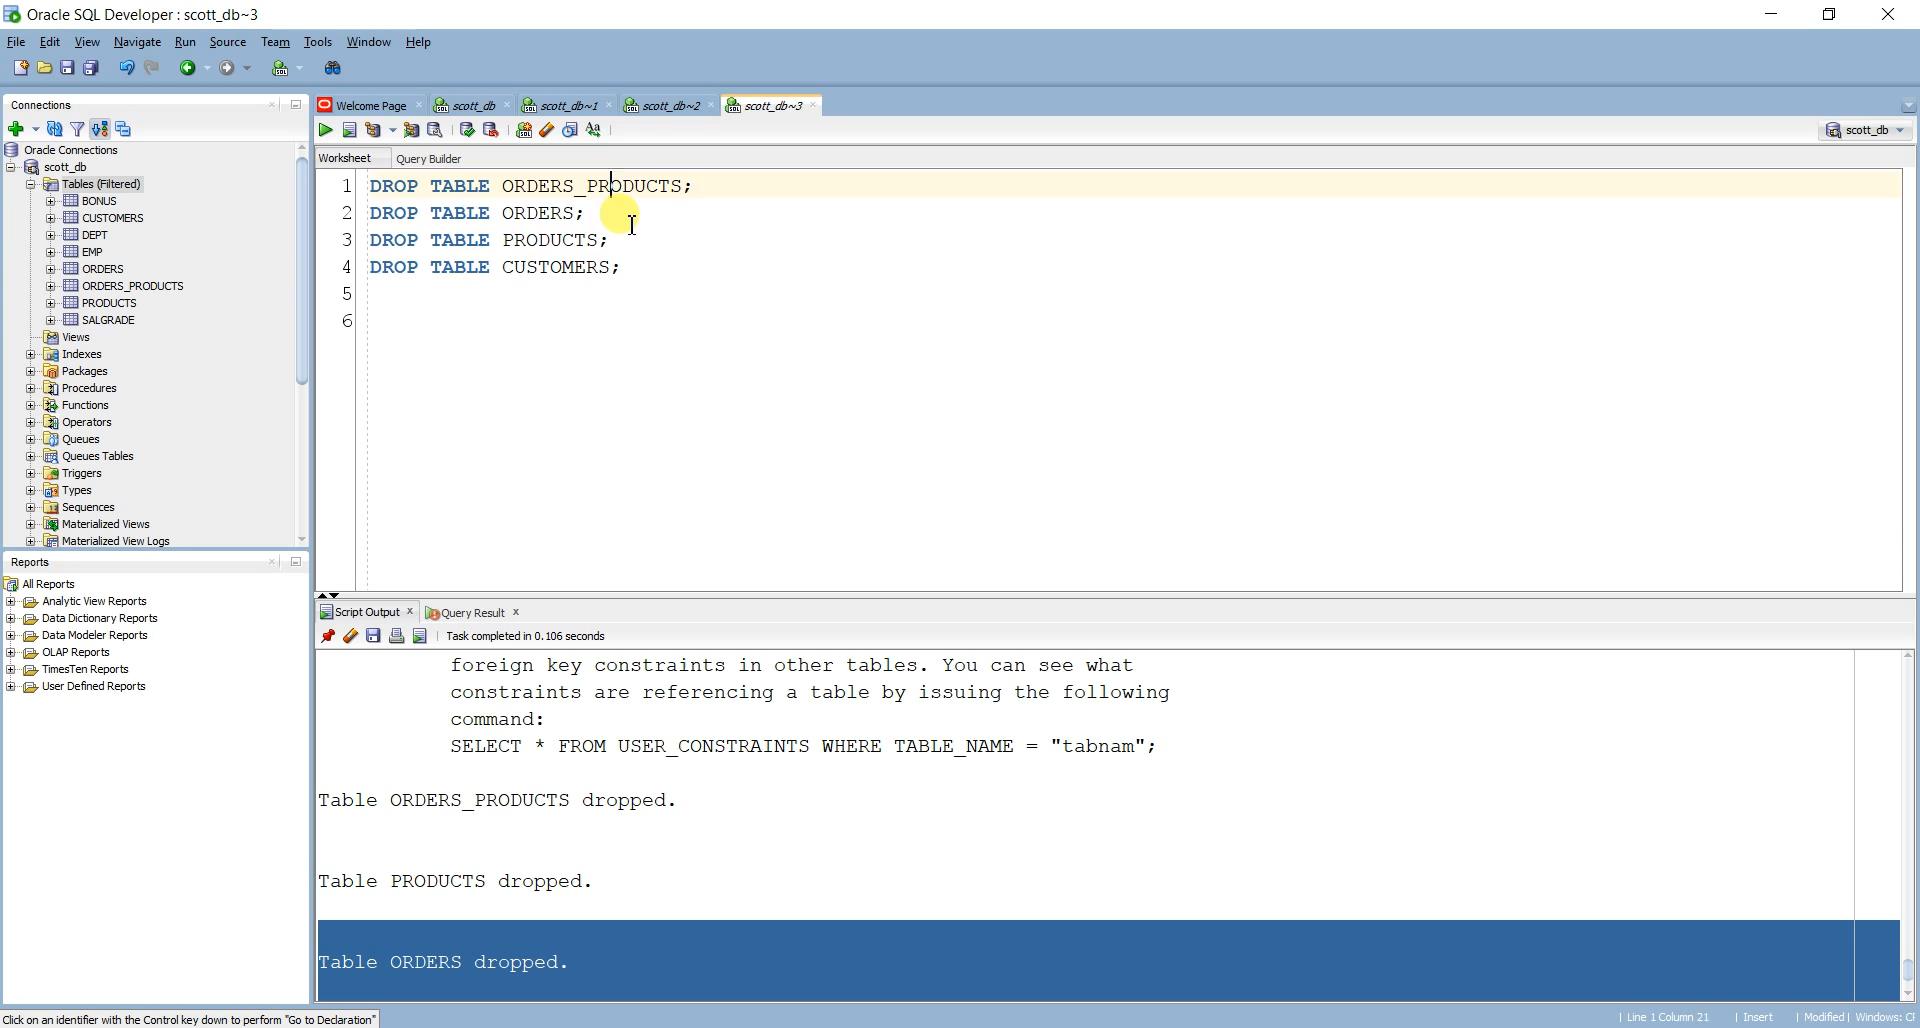 Oracle SQL Developer : scott_db~3
File Edit View Navigate Run Source Team Tools Window Help
Connections
Oracle Connections
scott_db
Tables (Filtered)
BONUS
CUSTOMERS
DEPT
EMP
ORDERS
ORDERS_PRODUCTS
PRODUCTS
SALGRADE
Views
Indexes
Packages
Procedures
Functions
Operators
Queues
Queues Tables
Triggers
Types
Sequences
Materialized Views
Materialized View Logs
Reports
All Reports
Analytic View Reports
Data Dictionary Reports
Data Modeler Reports
OLAP Reports
TimesTen Reports
User Defined Reports
Welcome Page scott_db scott_db~1 scott_db~2 scott_db~3
scott_db
Worksheet Query Builder
1 DROP TABLE ORDERS_PRODUCTS;
2 DROP TABLE ORDERS;
3 DROP TABLE PRODUCTS;
4 DROP TABLE CUSTOMERS;
5
6
Script Output Query Result
Task completed in 0.106 seconds
foreign key constraints in other tables. You can see what
constraints are referencing a table by issuing the following
command:
SELECT * FROM USER_CONSTRAINTS WHERE TABLE_NAME = "tabnam";
Table ORDERS_PRODUCTS dropped.
Table PRODUCTS dropped.
Table ORDERS dropped.
Click on an identifier with the Control key down to perform "Go to Declaration"
Line 1 Column 21 Insert Modified Windows: C